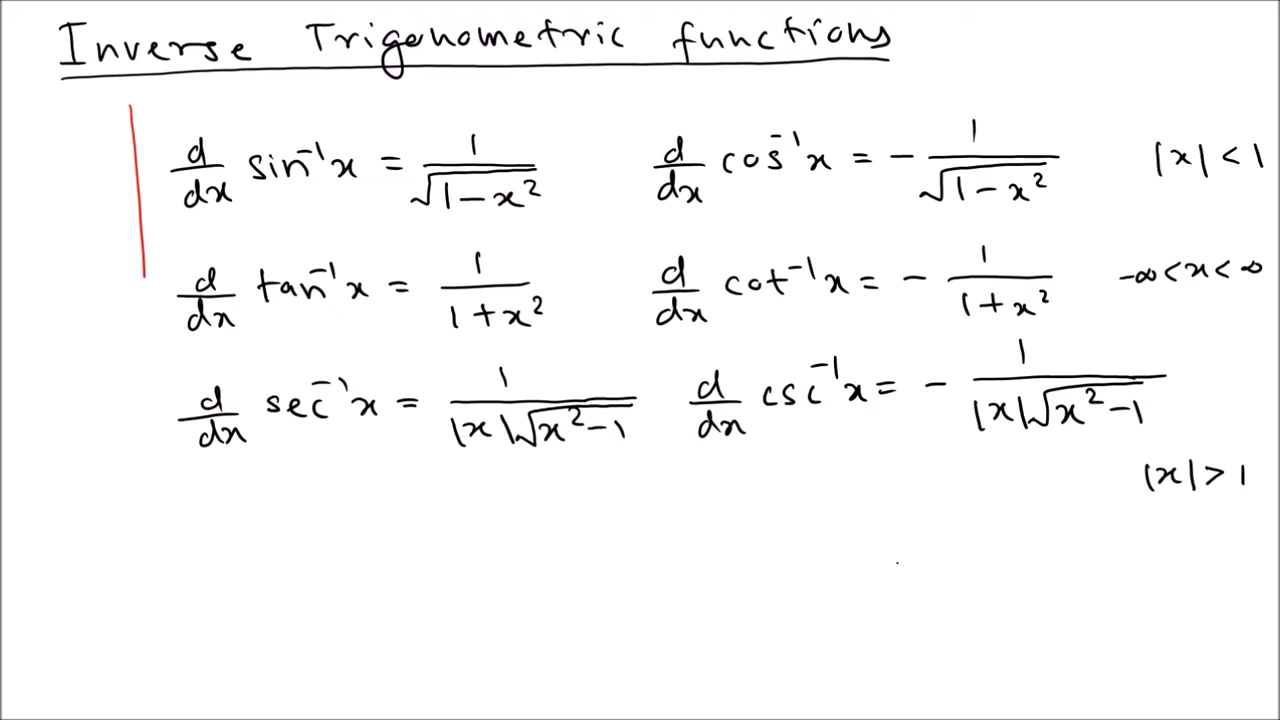 Inverse Trigonometric functions
d/dx sin⁻¹x = 1/√(1-x²) d/dx cos⁻¹x = - 1/√(1-x²) |x| < 1
d/dx tan⁻¹x = 1/(1+x²) d/dx cot⁻¹x = - 1/(1+x²) -∞ < x < ∞
d/dx sec⁻¹x = 1/(|x|√(x²-1)) d/dx csc⁻¹x = - 1/(|x|√(x²-1))
|x| > 1